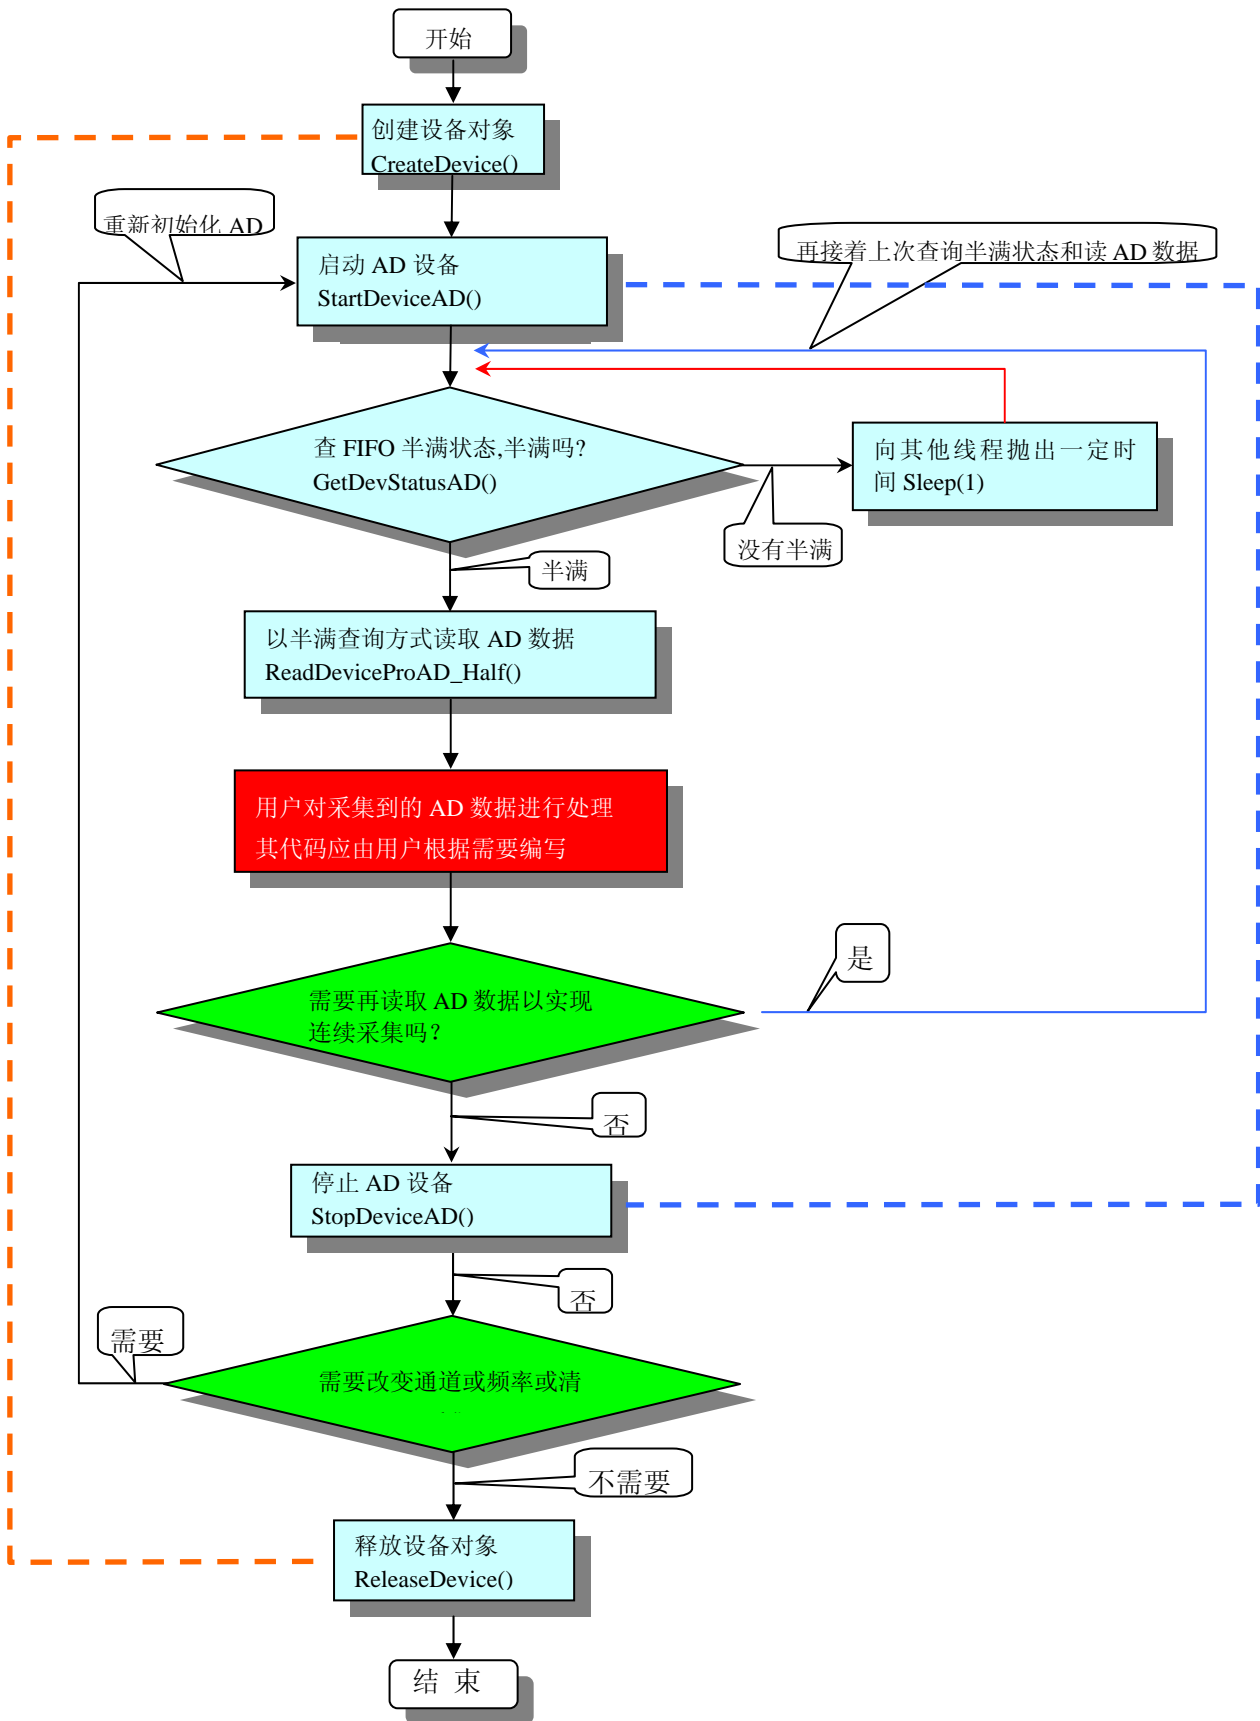 开始
创建设备对象
CreateDevice()
重新初始化 AD
启动 AD 设备
StartDeviceAD()
再接着上次查询半满状态和读 AD 数据
查 FIFO 半满状态,半满吗?
GetDevStatusAD()
向其他线程抛出一定时
间 Sleep(1)
没有半满
半满
以半满查询方式读取 AD 数据
ReadDeviceProAD_Half()
用户对采集到的 AD 数据进行处理
其代码应由用户根据需要编写
是
需要再读取 AD 数据以实现
连续采集吗？
否
停止 AD 设备
StopDeviceAD()
否
需要
需要改变通道或频率或清
不需要
释放设备对象
ReleaseDevice()
结 束